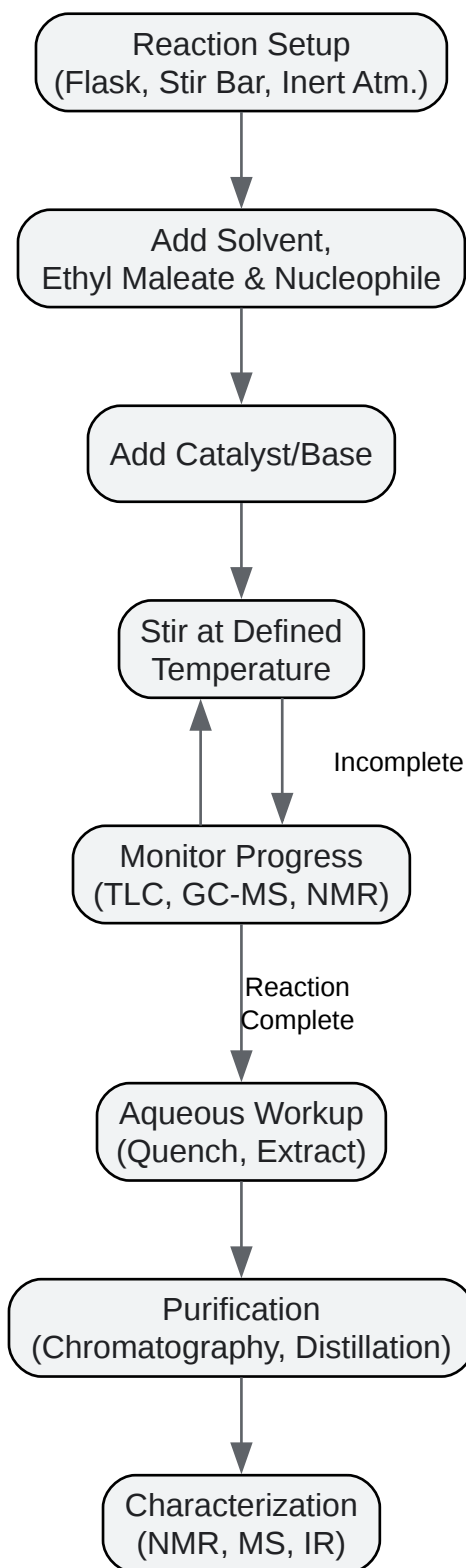 Reaction Setup
(Flask, Stir Bar, Inert Atm.)
Add Solvent,
Ethyl Maleate & Nucleophile
Add Catalyst/Base
Stir at Defined
Temperature
Incomplete
Monitor Progress
(TLC, GC-MS, NMR)
Reaction
Complete
Aqueous Workup
(Quench, Extract)
Purification
(Chromatography, Distillation)
Characterization
(NMR, MS, IR)